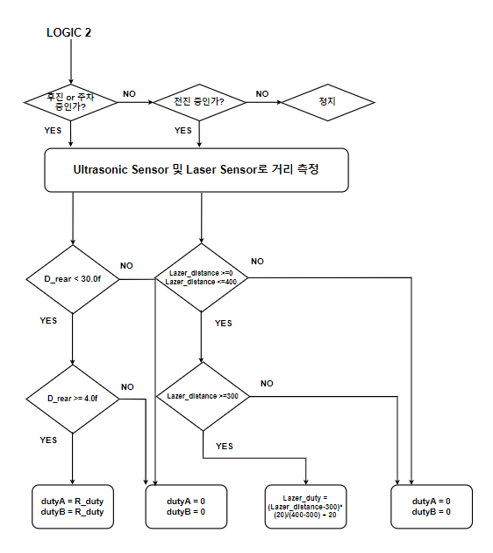 LOGIC 2
후진 or 주차
중인가?
NO
전진 중인가?
NO
정지
YES
YES
Ultrasonic Sensor 및 Laser Sensor로 거리 측정
D_rear < 30.0f
NO
Lazer_distance >=0
Lazer_distance <=400
NO
YES
YES
D_rear >= 4.0f
NO
Lazer_distance >=300
NO
YES
YES
dutyA = R_duty
dutyB = R_duty
dutyA = 0
dutyB = 0
Lazer_duty =
(Lazer_distance-300)*
(20)/(400-300) + 20
dutyA = 0
dutyB = 0